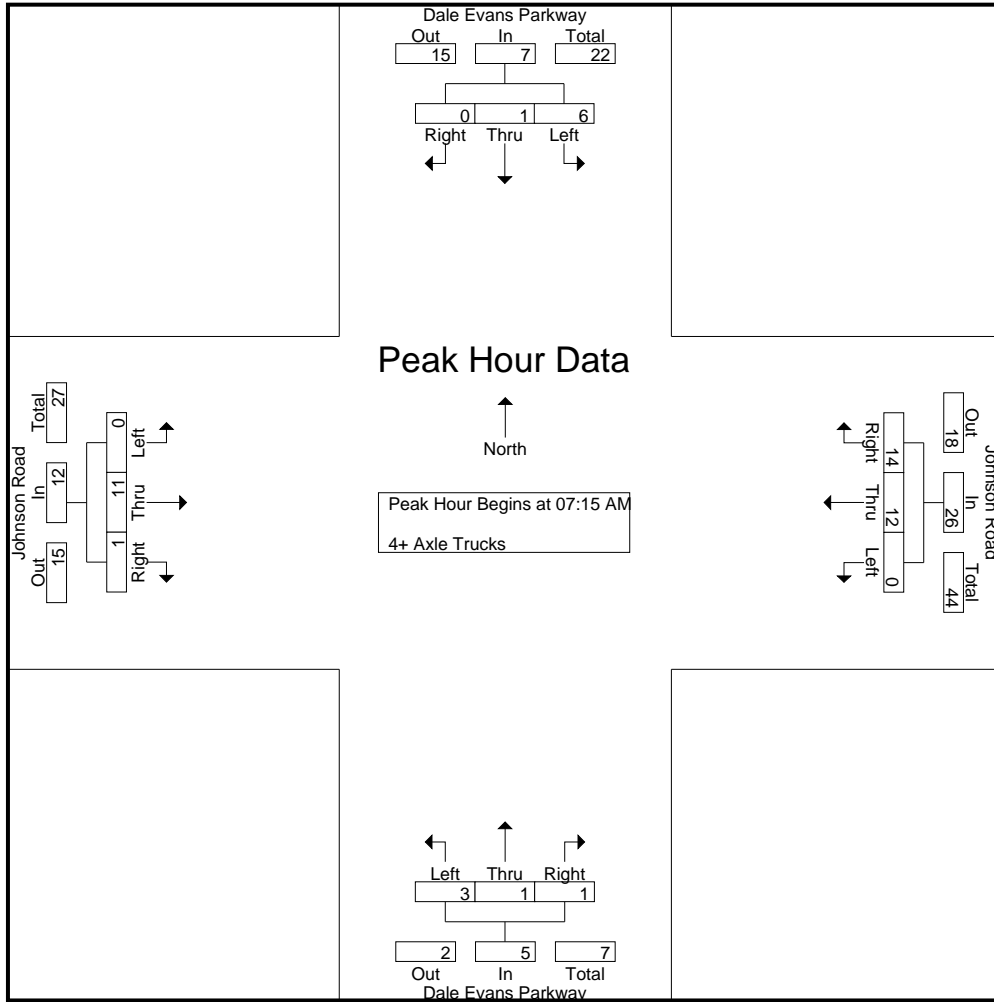 Dale Evans Parkway
Out In Total
15 7 22
0 1 6
Right Thru Left
Peak Hour Data
North
Peak Hour Begins at 07:15 AM
4+ Axle Trucks
Johnson Road
Total In Out
27 12 15
0 11 1
Left Thru Right
Johnson Road
Out In Total
18 26 44
14 12 0
Right Thru Left
Left Thru Right
3 1 1
2 5 7
Out In Total
Dale Evans Parkway